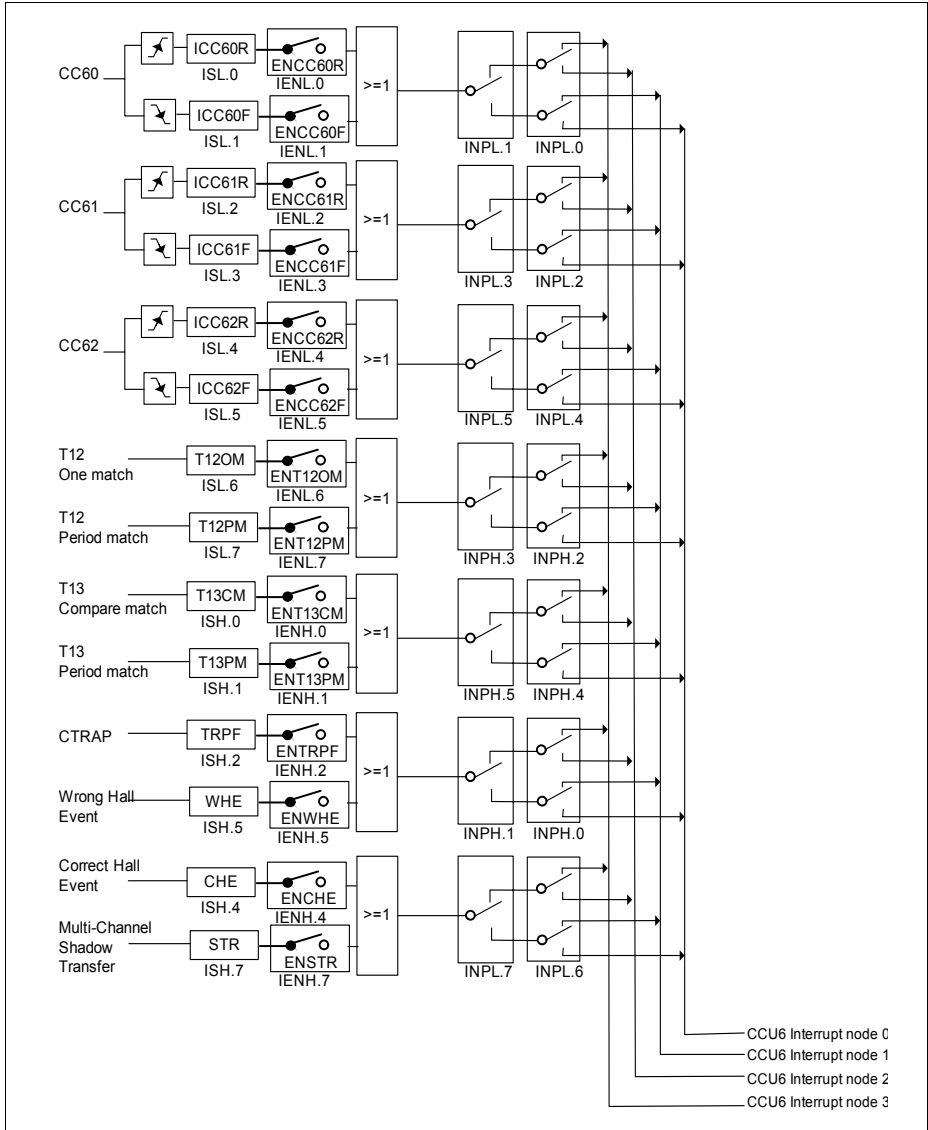 CC60
ICC60R
ISL.0
ENCC60R
IENL.0
ICC60F
ISL.1
ENCC60F
IENL.1
>=1
INPL.1
INPL.0
CC61
ICC61R
ISL.2
ENCC61R
IENL.2
ICC61F
ISL.3
ENCC61F
IENL.3
>=1
INPL.3
INPL.2
CC62
ICC62R
ISL.4
ENCC62R
IENL.4
ICC62F
ISL.5
ENCC62F
IENL.5
>=1
INPL.5
INPL.4
T12
One match
T12OM
ISL.6
ENT12OM
IENL.6
T12
Period match
T12PM
ISL.7
ENT12PM
IENL.7
>=1
INPH.3
INPH.2
T13
Compare match
T13CM
ISH.0
ENT13CM
IENH.0
T13
Period match
T13PM
ISH.1
ENT13PM
IENH.1
>=1
INPH.5
INPH.4
CTRAP
TRPF
ISH.2
ENTRPF
IENH.2
Wrong Hall
Event
WHE
ISH.5
ENWHE
IENH.5
>=1
INPH.1
INPH.0
Correct Hall
Event
CHE
ISH.4
ENCHE
IENH.4
Multi-Channel
Shadow
Transfer
STR
ISH.7
ENSTR
IENH.7
>=1
INPL.7
INPL.6
CCU6 Interrupt node 0
CCU6 Interrupt node 1
CCU6 Interrupt node 2
CCU6 Interrupt node 3